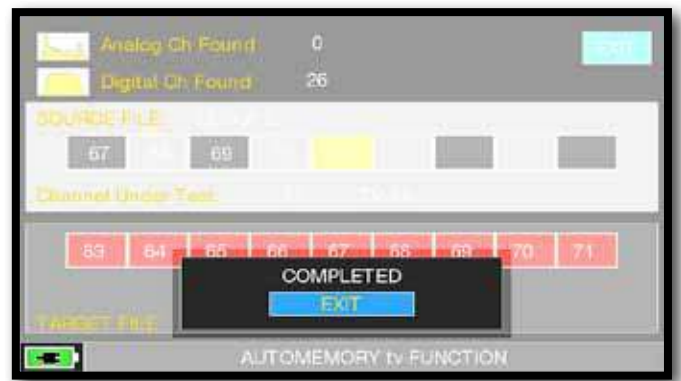 Analog Ch Found 0
Digital Ch Found 26
EXIT
SOURCE FILE
67 69
Channel Under Test
63 64 65 66 67 68 69 70 71
COMPLETED
EXIT
TARGET FILE
AUTOMEMORY tv FUNCTION